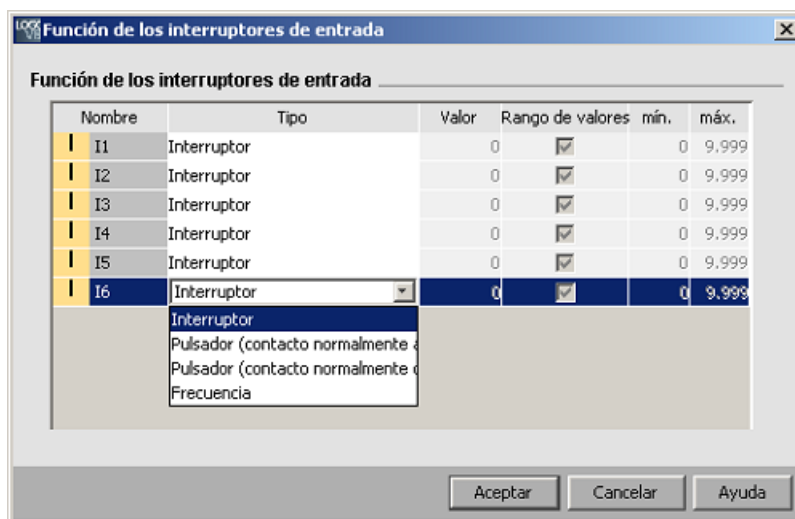 Función de los interruptores de entrada
Función de los interruptores de entrada
Nombre Tipo Valor Rango de valores mín. máx.
I I1 Interruptor 0 0 9.999
I I2 Interruptor 0 0 9.999
I I3 Interruptor 0 0 9.999
I I4 Interruptor 0 0 9.999
I I5 Interruptor 0 0 9.999
I I6 Interruptor 0 0 9.999
Interruptor
Pulsador (contacto normalmente
Pulsador (contacto normalmente
Frecuencia
Aceptar Cancelar Ayuda